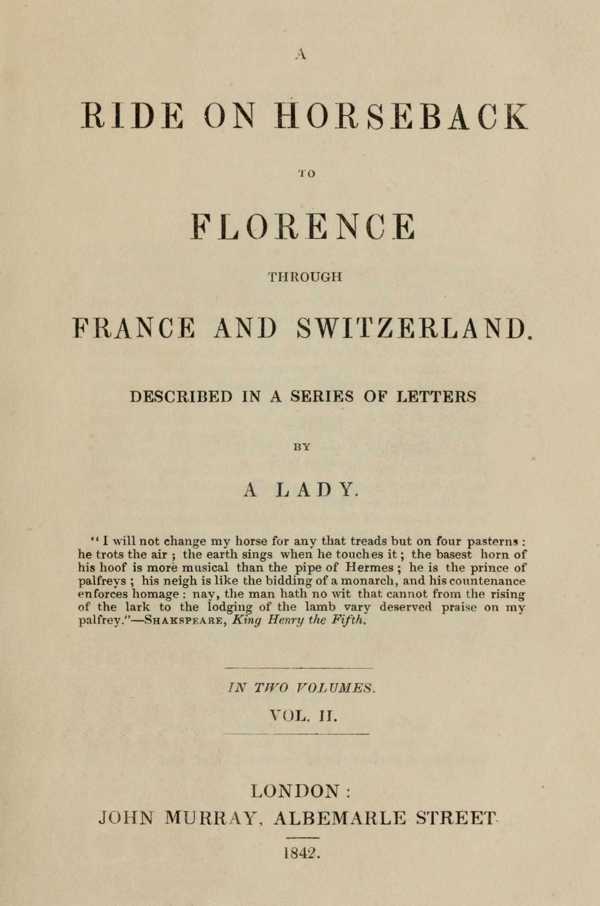 A
RIDE ON HORSEBACK
TO
FLORENCE
THROUGH
FRANCE AND SWITZERLAND.
DESCRIBED IN A SERIES OF LETTERS
BY
A LADY.
"I will not change my horse for any that treads but on four pasterns:
he trots the air; the earth sings when he touches it; the basest horn of
his hoof is more musical than the pipe of Hermes; he is the prince of
palfreys; his neigh is like the bidding of a monarch, and his countenance
enforces homage: nay, the man hath no wit that cannot from the rising
of the lark to the lodging of the lamb vary deserved praise on my
palfrey."—SHAKSPEARE, King Henry the Fifth.
IN TWO VOLUMES.
VOL. II.
LONDON:
JOHN MURRAY, ALBEMARLE STREET.
1842.